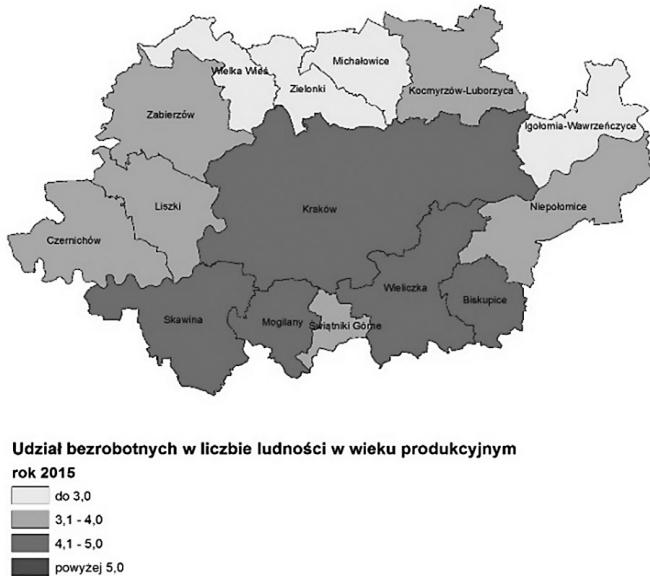 Wielka Wieś
Michałowice
Zielonki
Kocmyrzów-Luborzyca
Zabierzów
Igołomia-Wawrzeńczyce
Liszki
Kraków
Niepołomice
Czernichów
Wieliczka
Biskupice
Skawina
Mogilany
Świątniki Górne
Udział bezrobotnych w liczbie ludności w wieku produkcyjnym
rok 2015
do 3,0
3,1 - 4,0
4,1 - 5,0
powyżej 5,0